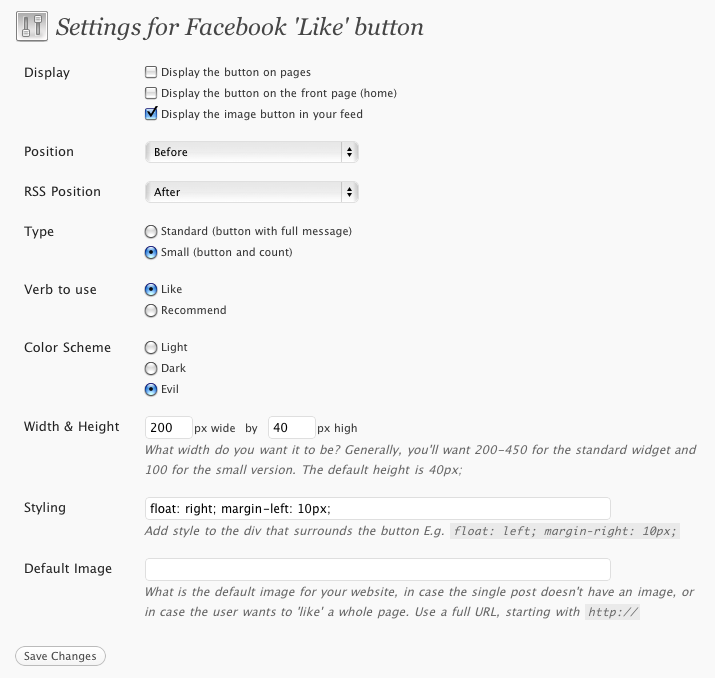 Settings for Facebook 'Like' button
Display
Display the button on pages
Display the button on the front page (home)
Display the image button in your feed
Position
Before
RSS Position
After
Type
Standard (button with full message)
Small (button and count)
Verb to use
Like
Recommend
Color Scheme
Light
Dark
Evil
Width & Height
200 px wide by 40 px high
What width do you want it to be? Generally, you'll want 200-450 for the standard widget and
100 for the small version. The default height is 40px;
Styling
float: right; margin-left: 10px;
Add style to the div that surrounds the button E.g. float: left; margin-right: 10px;
Default Image
What is the default image for your website, in case the single post doesn't have an image, or
in case the user wants to 'like' a whole page. Use a full URL, starting with http://
Save Changes